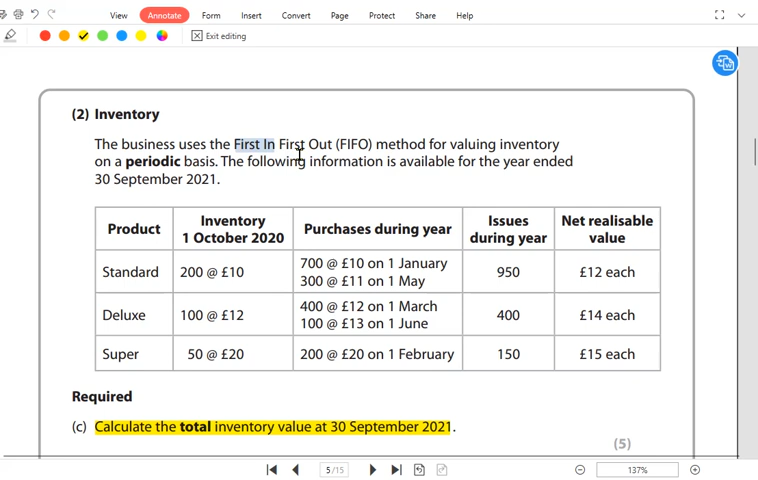 View Annotate Form Insert Convert Page Protect Share Help
Exit editing
(2) Inventory
The business uses the First In First Out (FIFO) method for valuing inventory
on a periodic basis. The following information is available for the year ended
30 September 2021.
Product
Inventory
1 October 2020
Purchases during year
Issues
during year
Net realisable
value
Standard
200 @ £10
700 @ £10 on 1 January
300 @ £11 on 1 May
950
£12 each
Deluxe
100 @ £12
400 @ £12 on 1 March
100 @ £13 on 1 June
400
£14 each
Super
50 @ £20
200 @ £20 on 1 February
150
£15 each
Required
(c) Calculate the total inventory value at 30 September 2021.
(5)
5 /15
137%